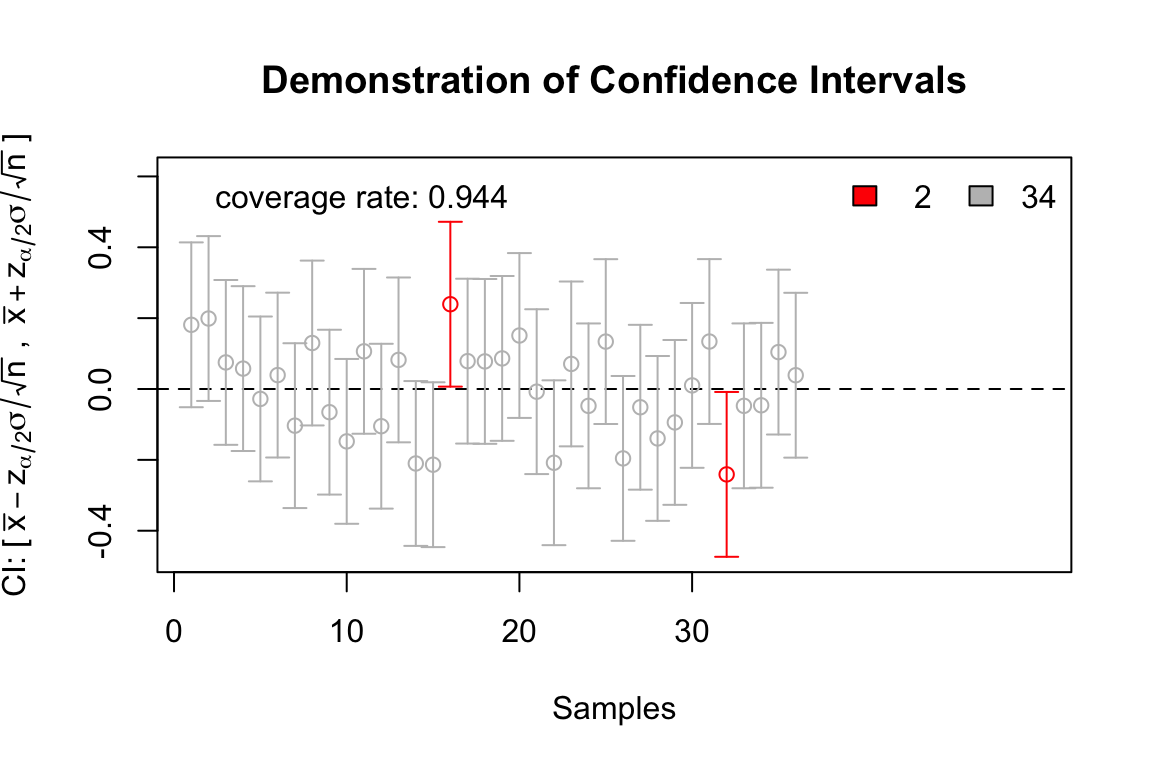 Demonstration of Confidence Intervals
CI: [ x̅ − z_{α/2}σ/√n , x̅ + z_{α/2}σ/√n ]
coverage rate: 0.944
2
34
0.4
0.0
-0.4
0 10 20 30
Samples